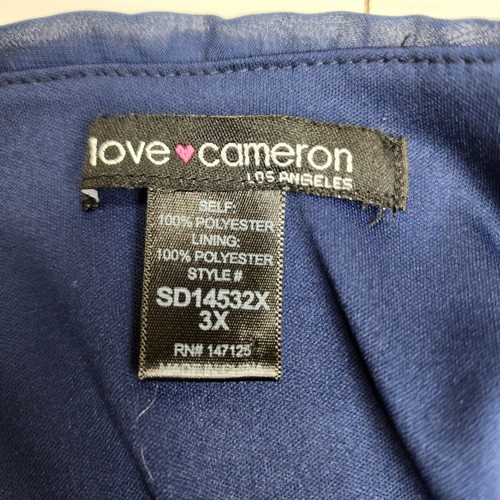 love♥cameron
LOS ANGELES
SELF:
100% POLYESTER
LINING:
100% POLYESTER
STYLE #
SD14532X
3X
RN# 147125